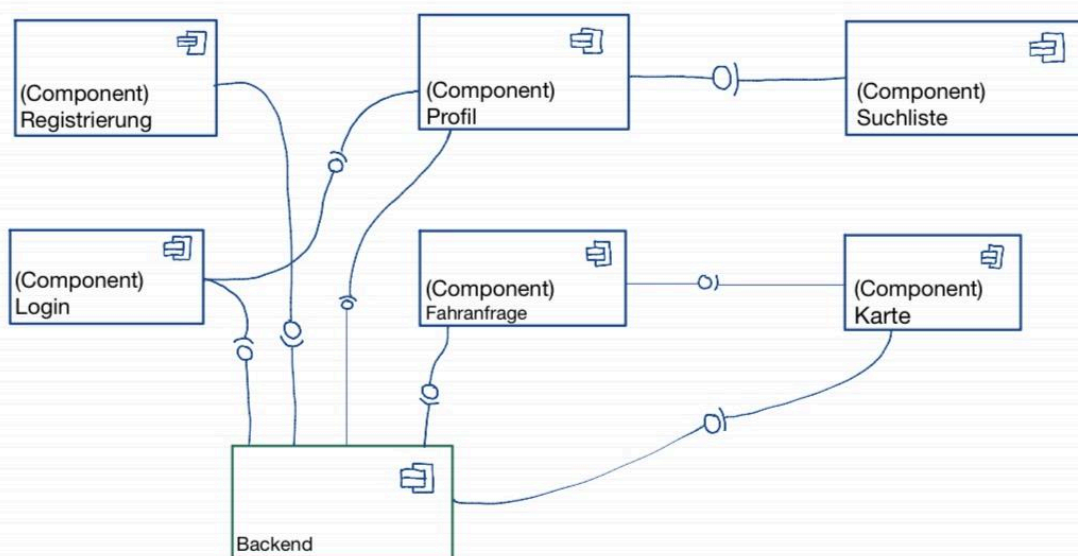 (Component)
Registrierung
(Component)
Profil
(Component)
Suchliste
(Component)
Login
(Component)
Fahranfrage
(Component)
Karte
Backend